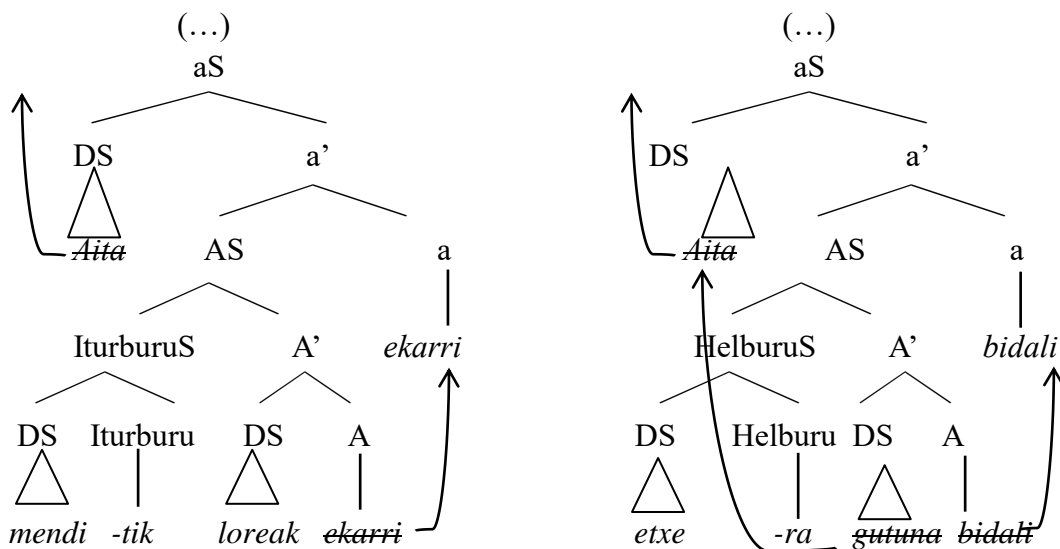 (…) (…)
aS aS
DS a’ DS a’
Aita AS a Aita AS a
IturburuS A’ ekarri HelburuS A’ bidali
DS Iturburu DS A DS Helburu DS A
mendi -tik loreak ekarri etxe -ra gutuna bidali